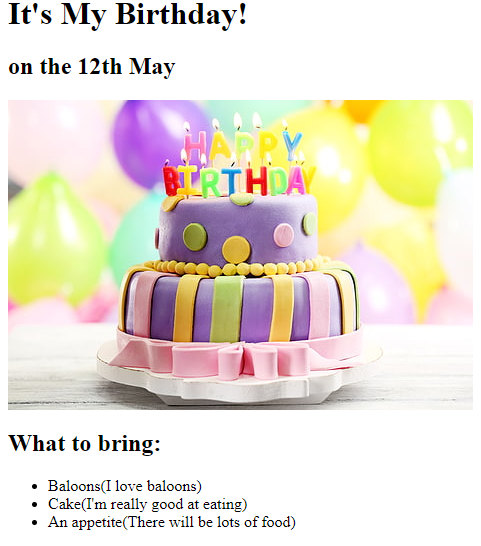 It's My Birthday!
on the 12th May
HAPPY
BIRTHDAY
What to bring:
Baloons(I love baloons)
Cake(I'm really good at eating)
An appetite(There will be lots of food)